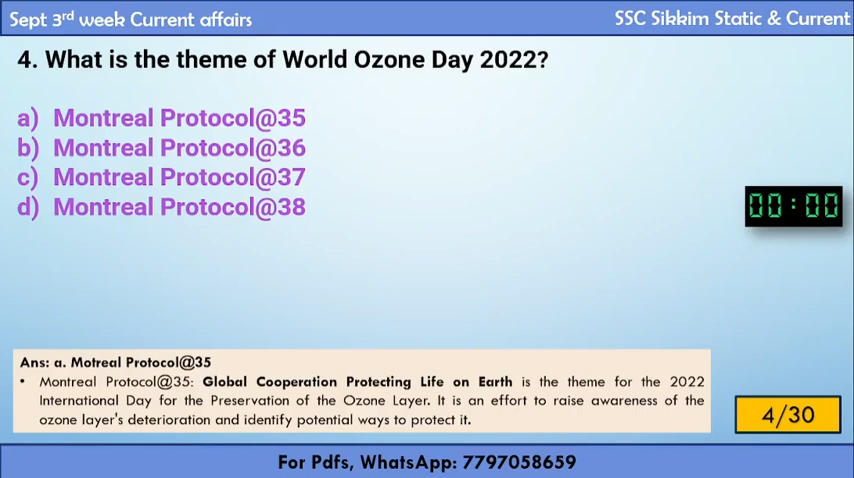 Sept 3rd week Current affairs
SSC Sikkim Static & Current
4. What is the theme of World Ozone Day 2022?
a) Montreal Protocol@35
b) Montreal Protocol@36
c) Montreal Protocol@37
d) Montreal Protocol@38
00:00
Ans: a. Motreal Protocol@35
• Montreal Protocol@35: Global Cooperation Protecting Life on Earth is the theme for the 2022
International Day for the Preservation of the Ozone Layer. It is an effort to raise awareness of the
ozone layer's deterioration and identify potential ways to protect it.
4/30
For Pdfs, WhatsApp: 7797058659